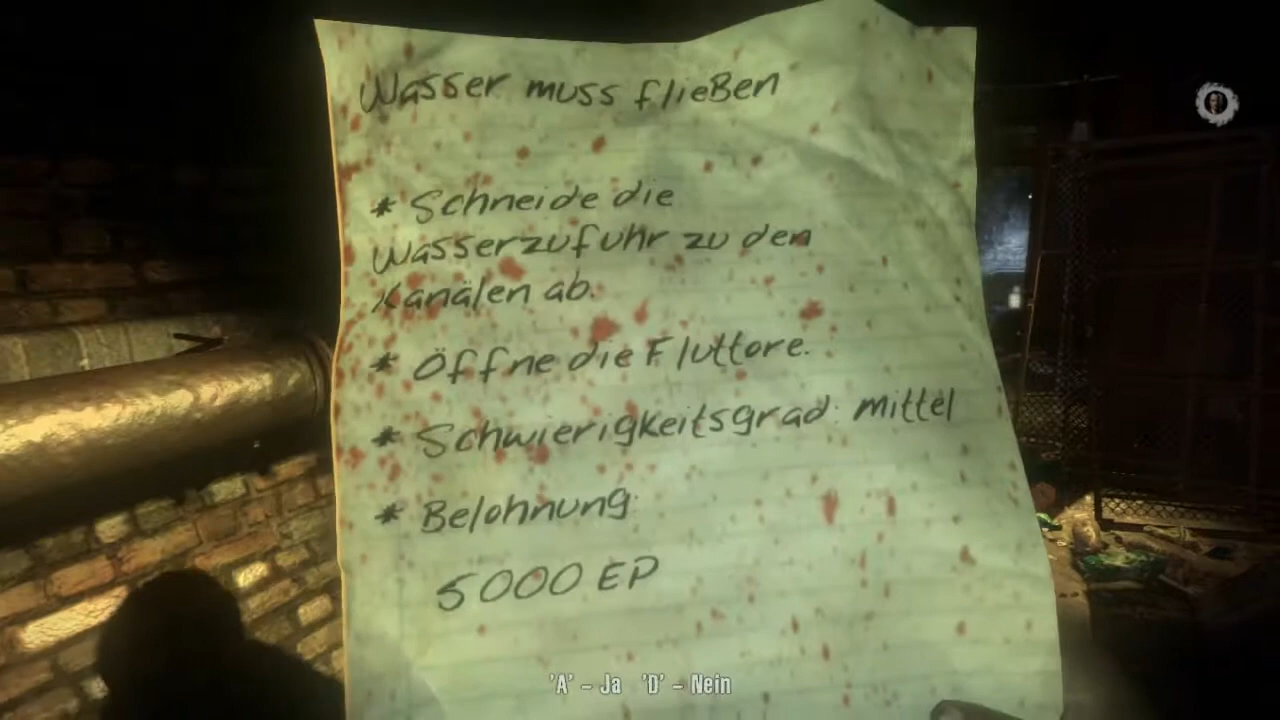 Wasser muss fließen
* Schneide die
Wasserzufuhr zu den
Kanälen ab.
* Öffne die Fluttore.
* Schwierigkeitsgrad: mittel
* Belohnung:
5000 EP
'A' – Ja 'D' – Nein